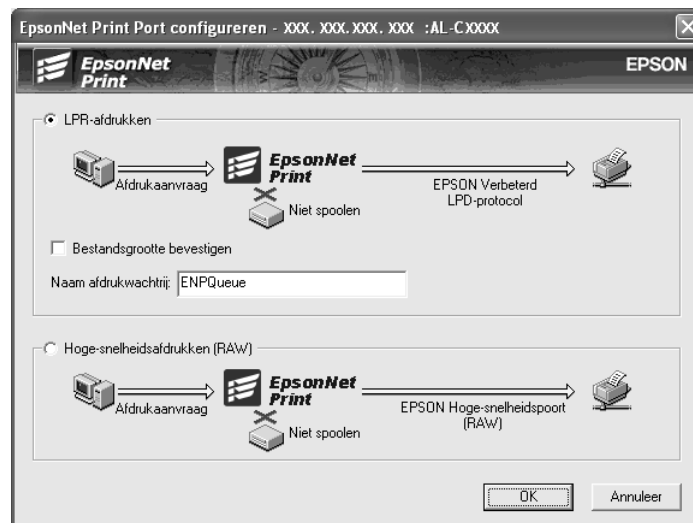 EpsonNet Print Port configureren - XXX. XXX.XXX. XXX :AL-CXXXX
EpsonNet
Print
EPSON
LPR-afdrukken
Afdrukaanvraag
EpsonNet
Print
Niet spoolen
EPSON Verbeterd
LPD-protocol
Bestandsgrootte bevestigen
Naam afdrukwachtrij: ENPQueue
Hoge-snelheidsafdrukken (RAW)
Afdrukaanvraag
EpsonNet
Print
Niet spoolen
EPSON Hoge-snelheidspoort
(RAW)
OK Annuleer